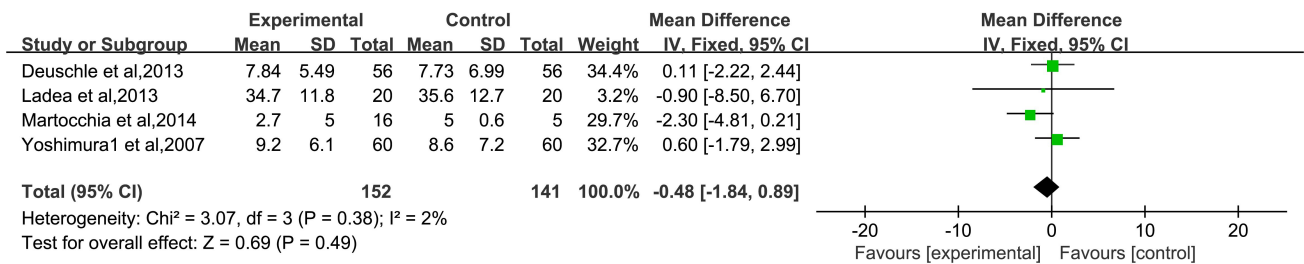 Experimental Control Mean Difference Mean Difference
Study or Subgroup Mean SD Total Mean SD Total Weight IV, Fixed, 95% CI IV, Fixed, 95% CI
Deuschle et al,2013 7.84 5.49 56 7.73 6.99 56 34.4% 0.11 [-2.22, 2.44]
Ladea et al,2013 34.7 11.8 20 35.6 12.7 20 3.2% -0.90 [-8.50, 6.70]
Martocchia et al,2014 2.7 5 16 5 0.6 5 29.7% -2.30 [-4.81, 0.21]
Yoshimura1 et al,2007 9.2 6.1 60 8.6 7.2 60 32.7% 0.60 [-1.79, 2.99]
Total (95% CI) 152 141 100.0% -0.48 [-1.84, 0.89]
Heterogeneity: Chi² = 3.07, df = 3 (P = 0.38); I² = 2%
Test for overall effect: Z = 0.69 (P = 0.49)
-20 -10 0 10 20
Favours [experimental] Favours [control]